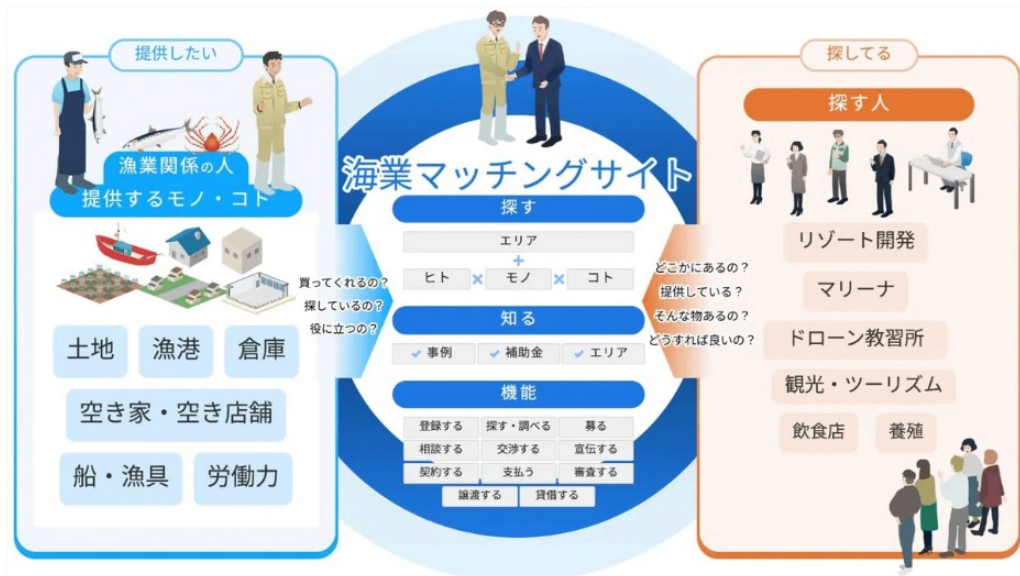 提供したい
漁業関係の人
提供するモノ・コト
土地
漁港
倉庫
空き家・空き店舗
船・漁具
労働力
買ってくれるの？
探しているの？
役に立つの？
海業マッチングサイト
探す
エリア
+
ヒト × モノ × コト
知る
事例
補助金
エリア
機能
登録する
探す・調べる
募る
相談する
交渉する
宣伝する
契約する
支払う
審査する
譲渡する
貸借する
どこかにあるの？
提供している？
そんな物あるの？
どうすれば良いの？
探してる
探す人
リゾート開発
マリーナ
ドローン教習所
観光・ツーリズム
飲食店
養殖